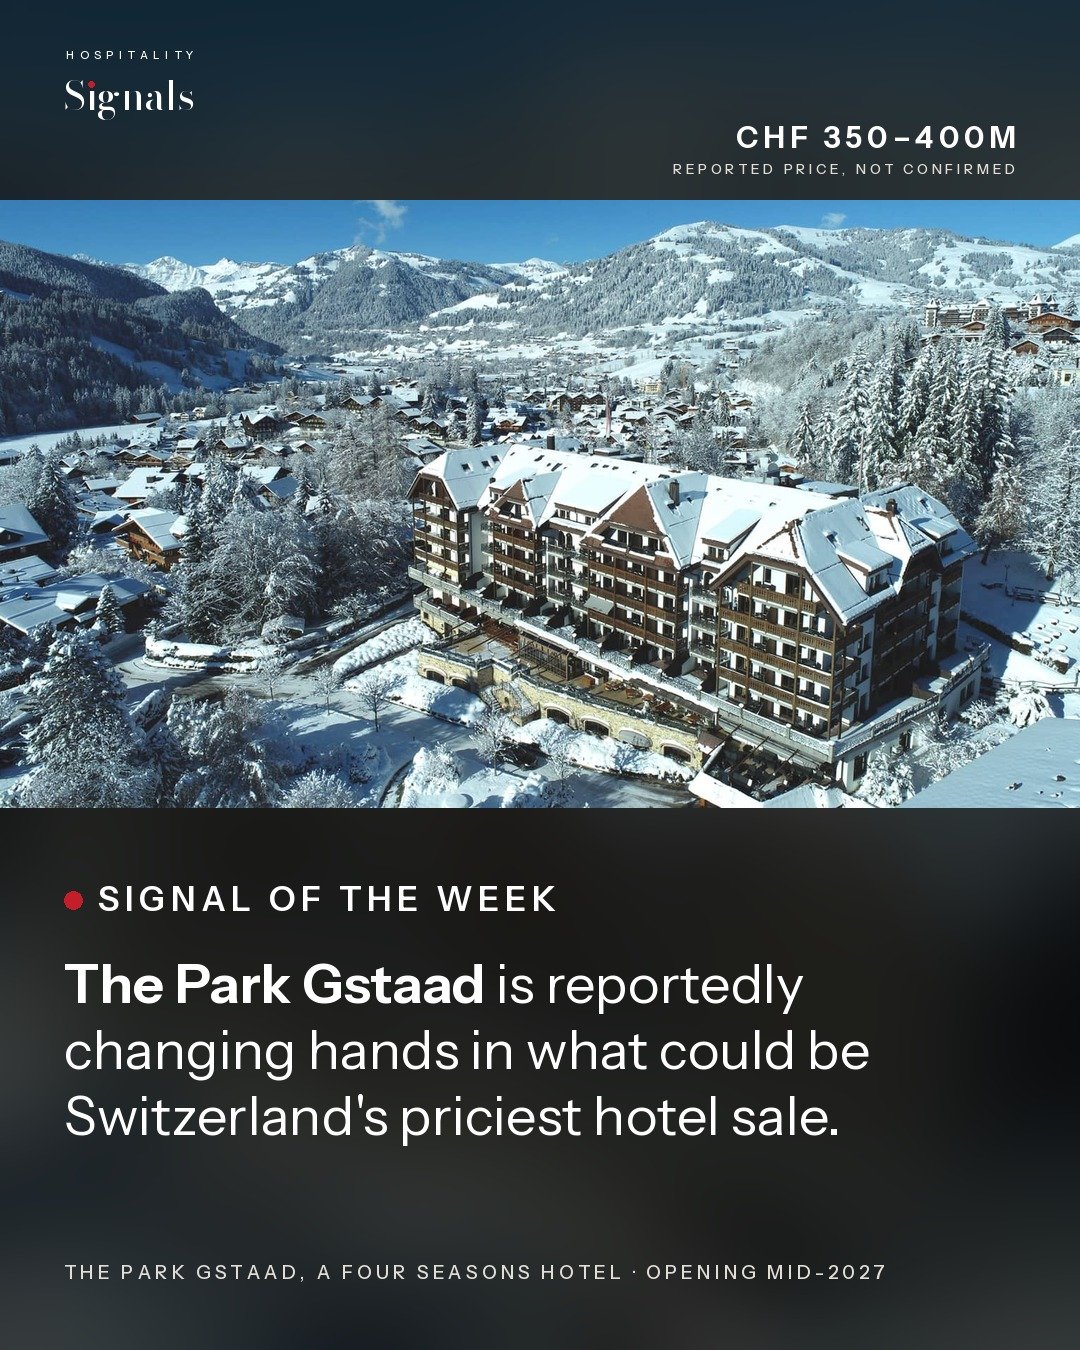 HOSPITALITY
Signals
CHF 350–400M
REPORTED PRICE, NOT CONFIRMED
SIGNAL OF THE WEEK
The Park Gstaad is reportedly
changing hands in what could be
Switzerland's priciest hotel sale.
THE PARK GSTAAD, A FOUR SEASONS HOTEL · OPENING MID-2027